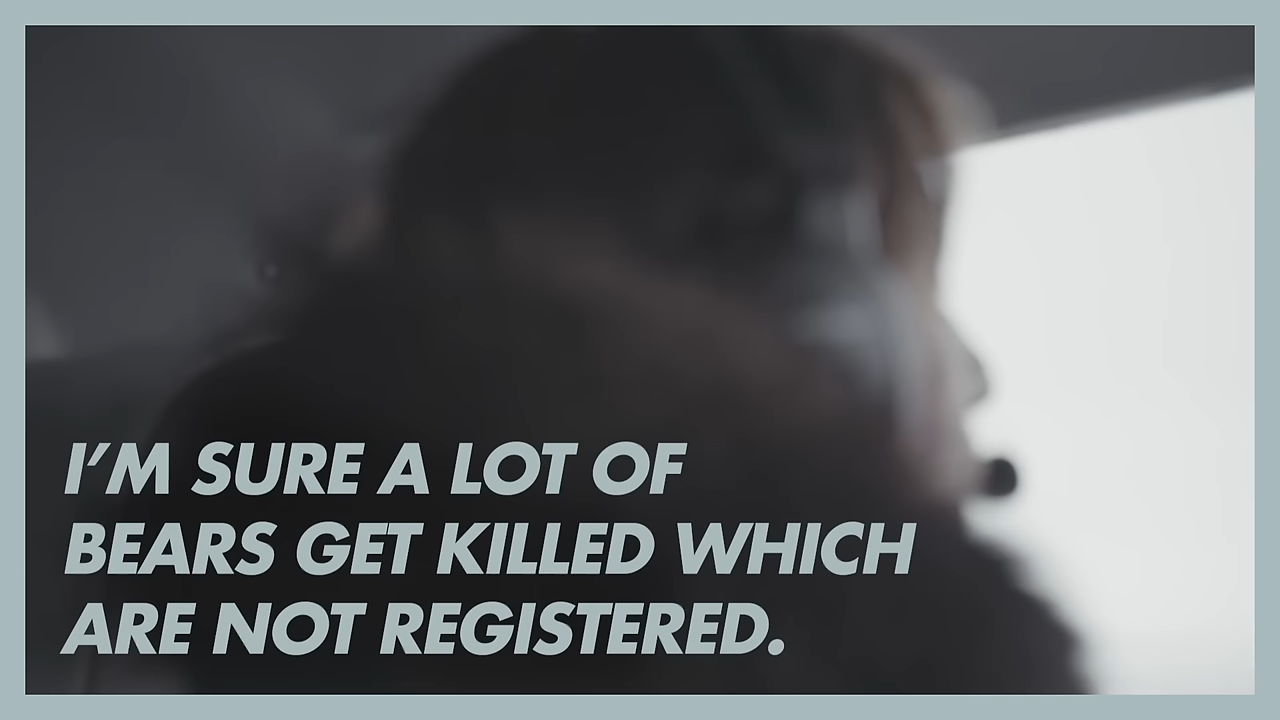 I’M SURE A LOT OF
BEARS GET KILLED WHICH
ARE NOT REGISTERED.